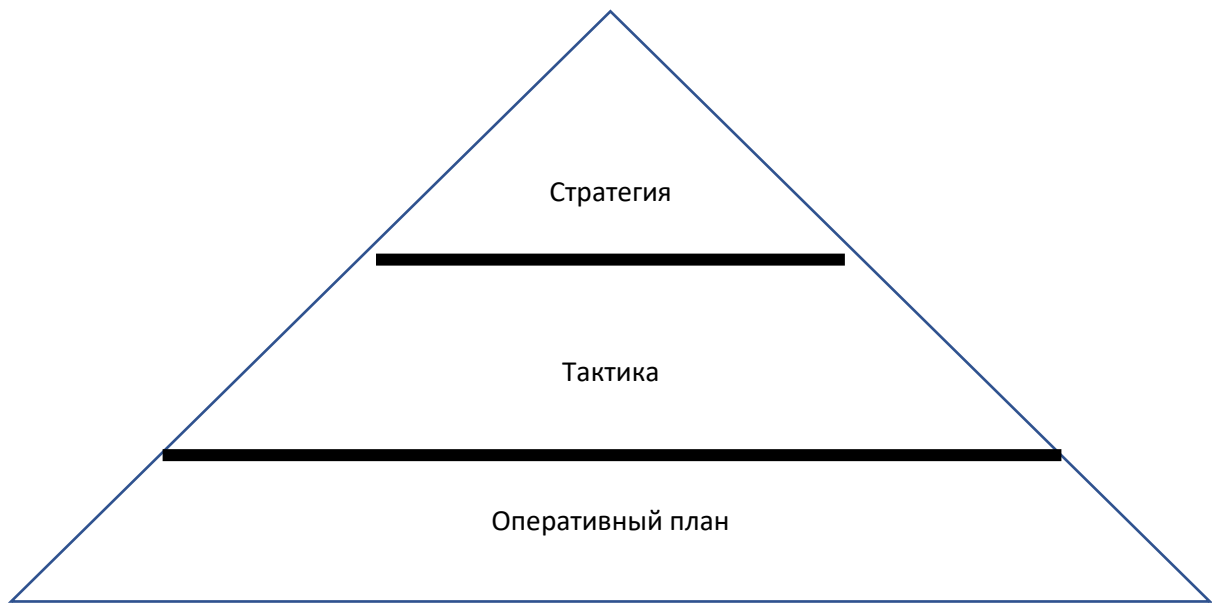 Стратегия
Тактика
Оперативный план